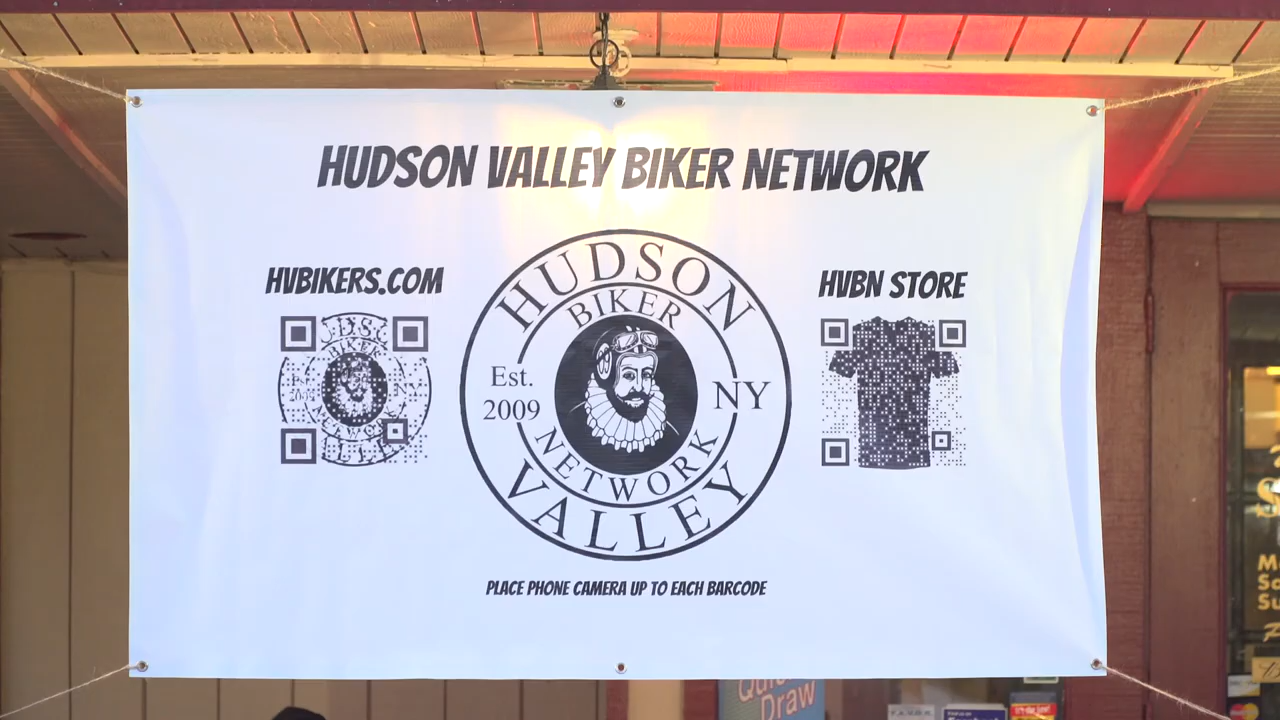 HUDSON VALLEY BIKER NETWORK
HVBIKERS.COM
HVBN STORE
HUDSON
BIKER
Est.
2009
NY
NETWORK
VALLEY
PLACE PHONE CAMERA UP TO EACH BARCODE
Draw